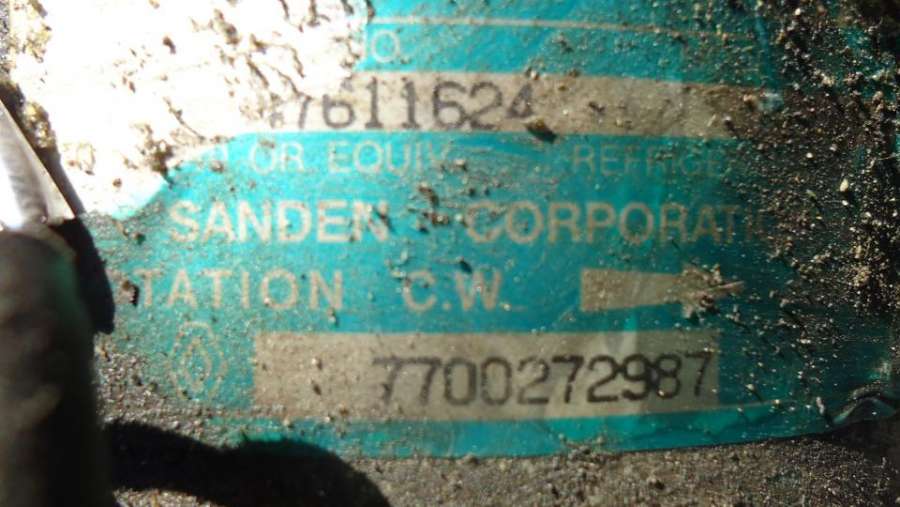 O.
7611624
OR EQUIV REFRIGE
SANDEN CORPORATI
TATION C.W.
7700272987